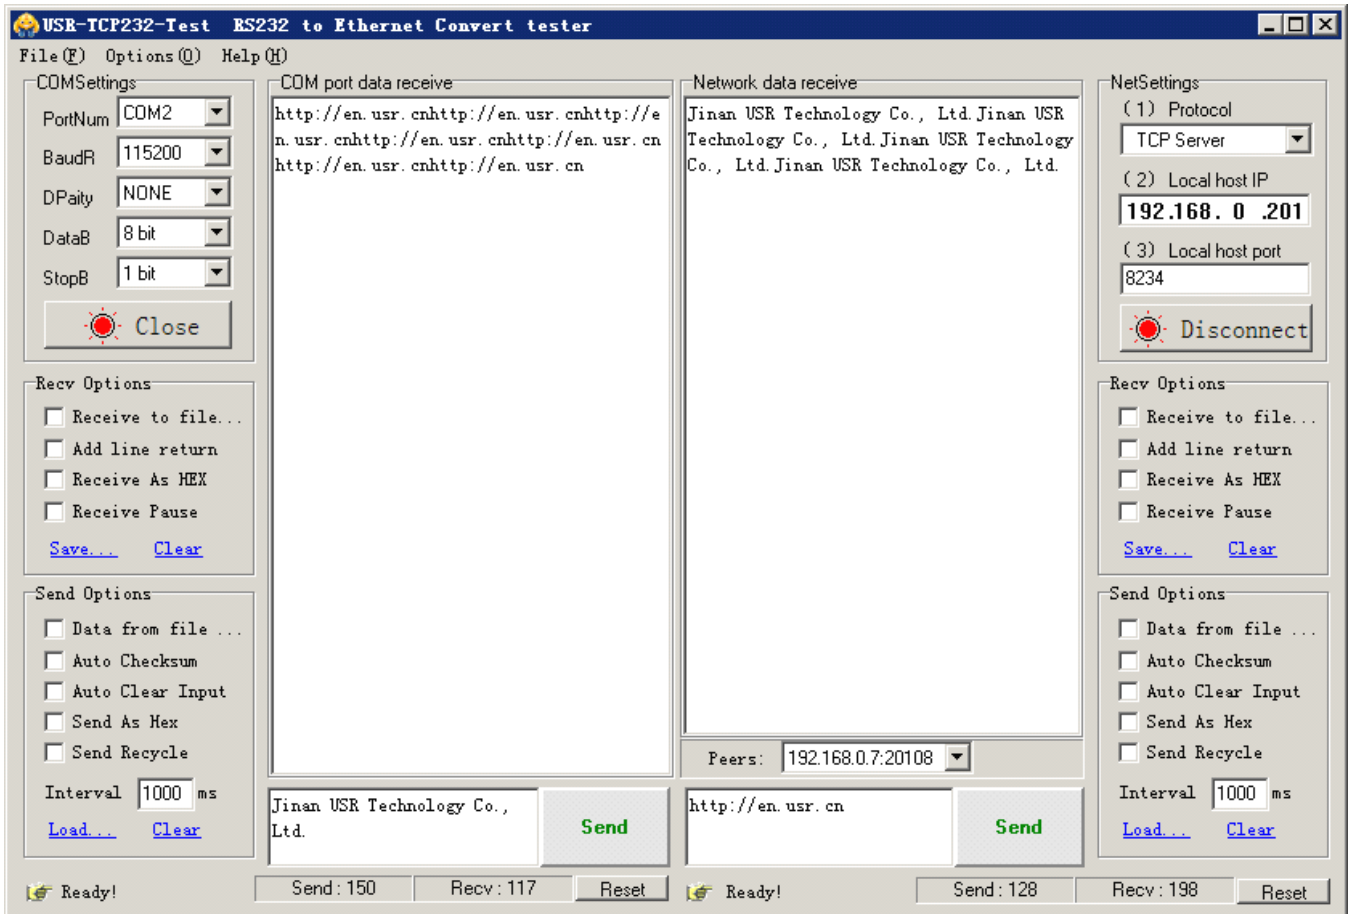 USR-TCP232-Test RS232 to Ethernet Convert tester
File(F) Options(O) Help(H)
COMSettings
PortNum COM2
BaudR 115200
DPaity NONE
DataB 8 bit
StopB 1 bit
Close
Recv Options
Receive to file...
Add line return
Receive As HEX
Receive Pause
Save... Clear
Send Options
Data from file ...
Auto Checksum
Auto Clear Input
Send As Hex
Send Recycle
Interval 1000 ms
Load... Clear
Ready!
COM port data receive
http://en.usr.cnhttp://en.usr.cnhttp://e
n.usr.cnhttp://en.usr.cnhttp://en.usr.cn
http://en.usr.cnhttp://en.usr.cn
Jinan USR Technology Co.,
Ltd.
Send
Send : 150 Recv : 117 Reset
Network data receive
Jinan USR Technology Co., Ltd.Jinan USR
Technology Co., Ltd.Jinan USR Technology
Co., Ltd.Jinan USR Technology Co., Ltd.
Peers: 192.168.0.7:20108
http://en.usr.cn
Send
Ready!
Send : 128 Recv : 198 Reset
NetSettings
(1) Protocol
TCP Server
(2) Local host IP
192.168. 0 .201
(3) Local host port
8234
Disconnect
Recv Options
Receive to file...
Add line return
Receive As HEX
Receive Pause
Save... Clear
Send Options
Data from file ...
Auto Checksum
Auto Clear Input
Send As Hex
Send Recycle
Interval 1000 ms
Load... Clear